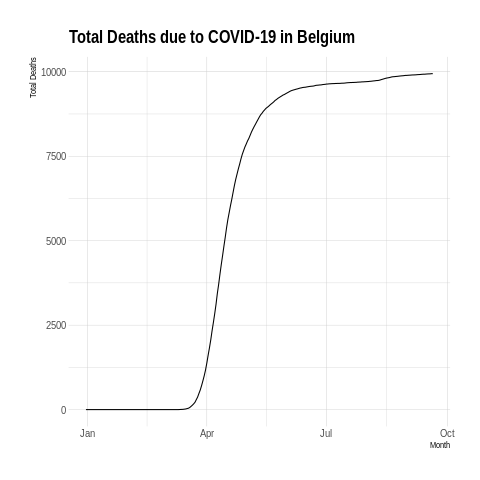 Total Deaths due to COVID-19 in Belgium
Total Deaths
10000
7500
5000
2500
0
Jan Apr Jul Oct
Month